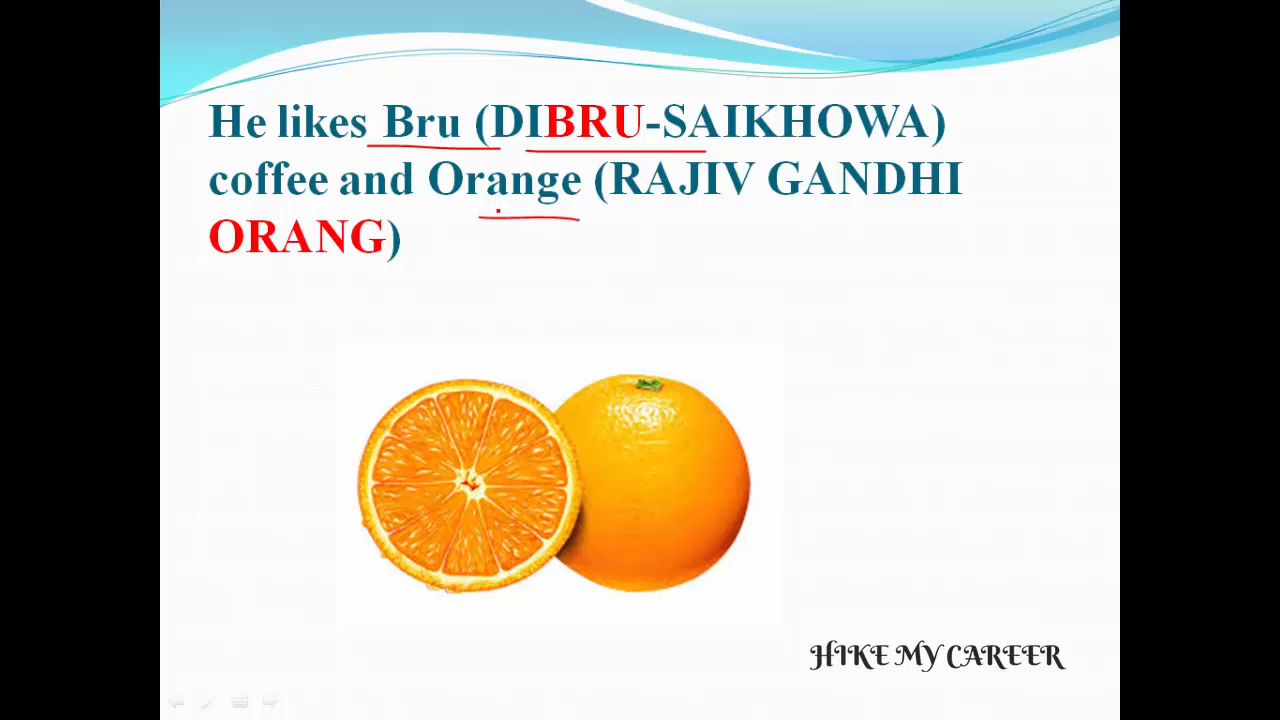 He likes Bru (DIBRU-SAIKHOWA)
coffee and Orange (RAJIV GANDHI
ORANG)
HIKE MY CAREER